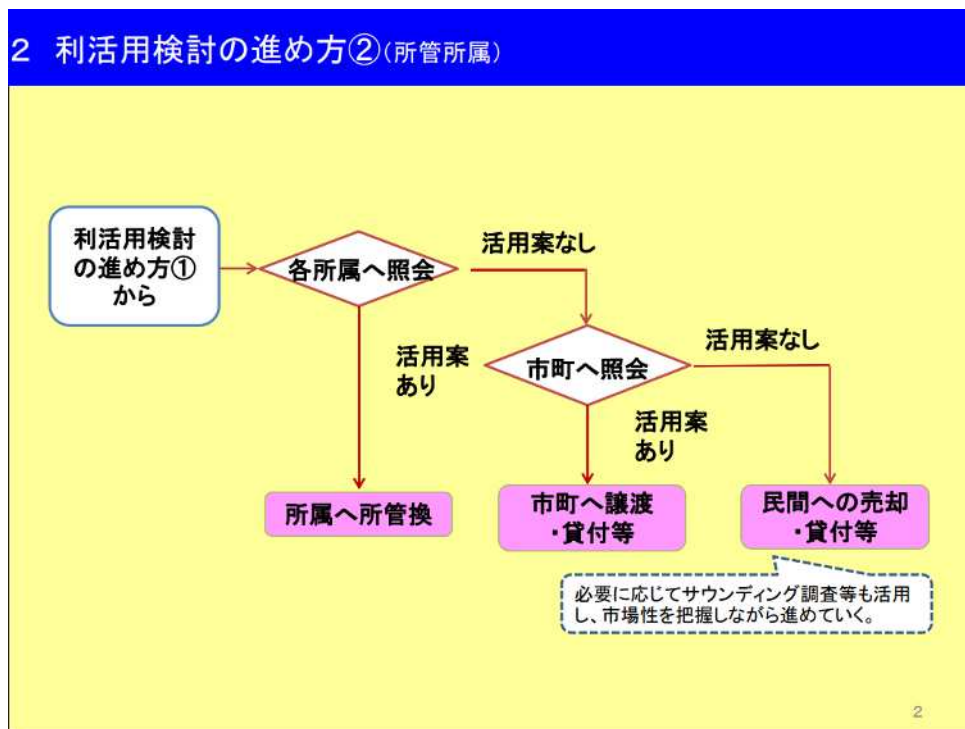 2 利活用検討の進め方②(所管所属)
利活用検討
の進め方①
から
各所属へ照会
活用案なし
活用案
あり
市町へ照会
活用案なし
活用案
あり
所属へ所管換
市町へ譲渡
・貸付等
民間への売却
・貸付等
必要に応じてサウンディング調査等も活用
し、市場性を把握しながら進めていく。
2